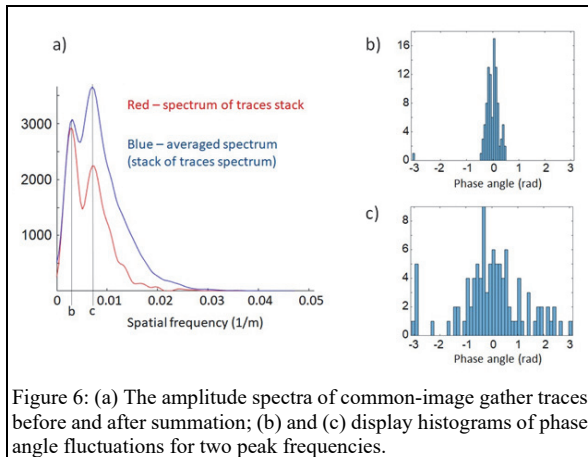 a)
3000
2000
1000
0
0.01
0.02
0.03
0.04
0.05
b
c
Spatial frequency (1/m)
Red – spectrum of traces stack
Blue – averaged spectrum
(stack of traces spectrum)
b)
16
12
8
4
0
-3
-2
-1
0
1
2
3
Phase angle (rad)
c)
8
6
4
2
0
-3
-2
-1
0
1
2
3
Phase angle (rad)
Figure 6: (a) The amplitude spectra of common-image gather traces
before and after summation; (b) and (c) display histograms of phase
angle fluctuations for two peak frequencies.